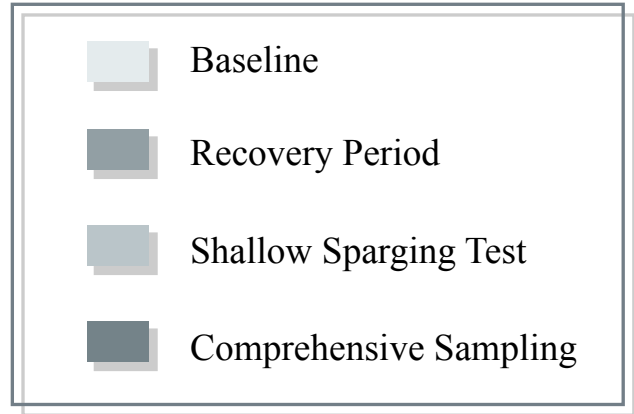 Baseline
Recovery Period
Shallow Sparging Test
Comprehensive Sampling